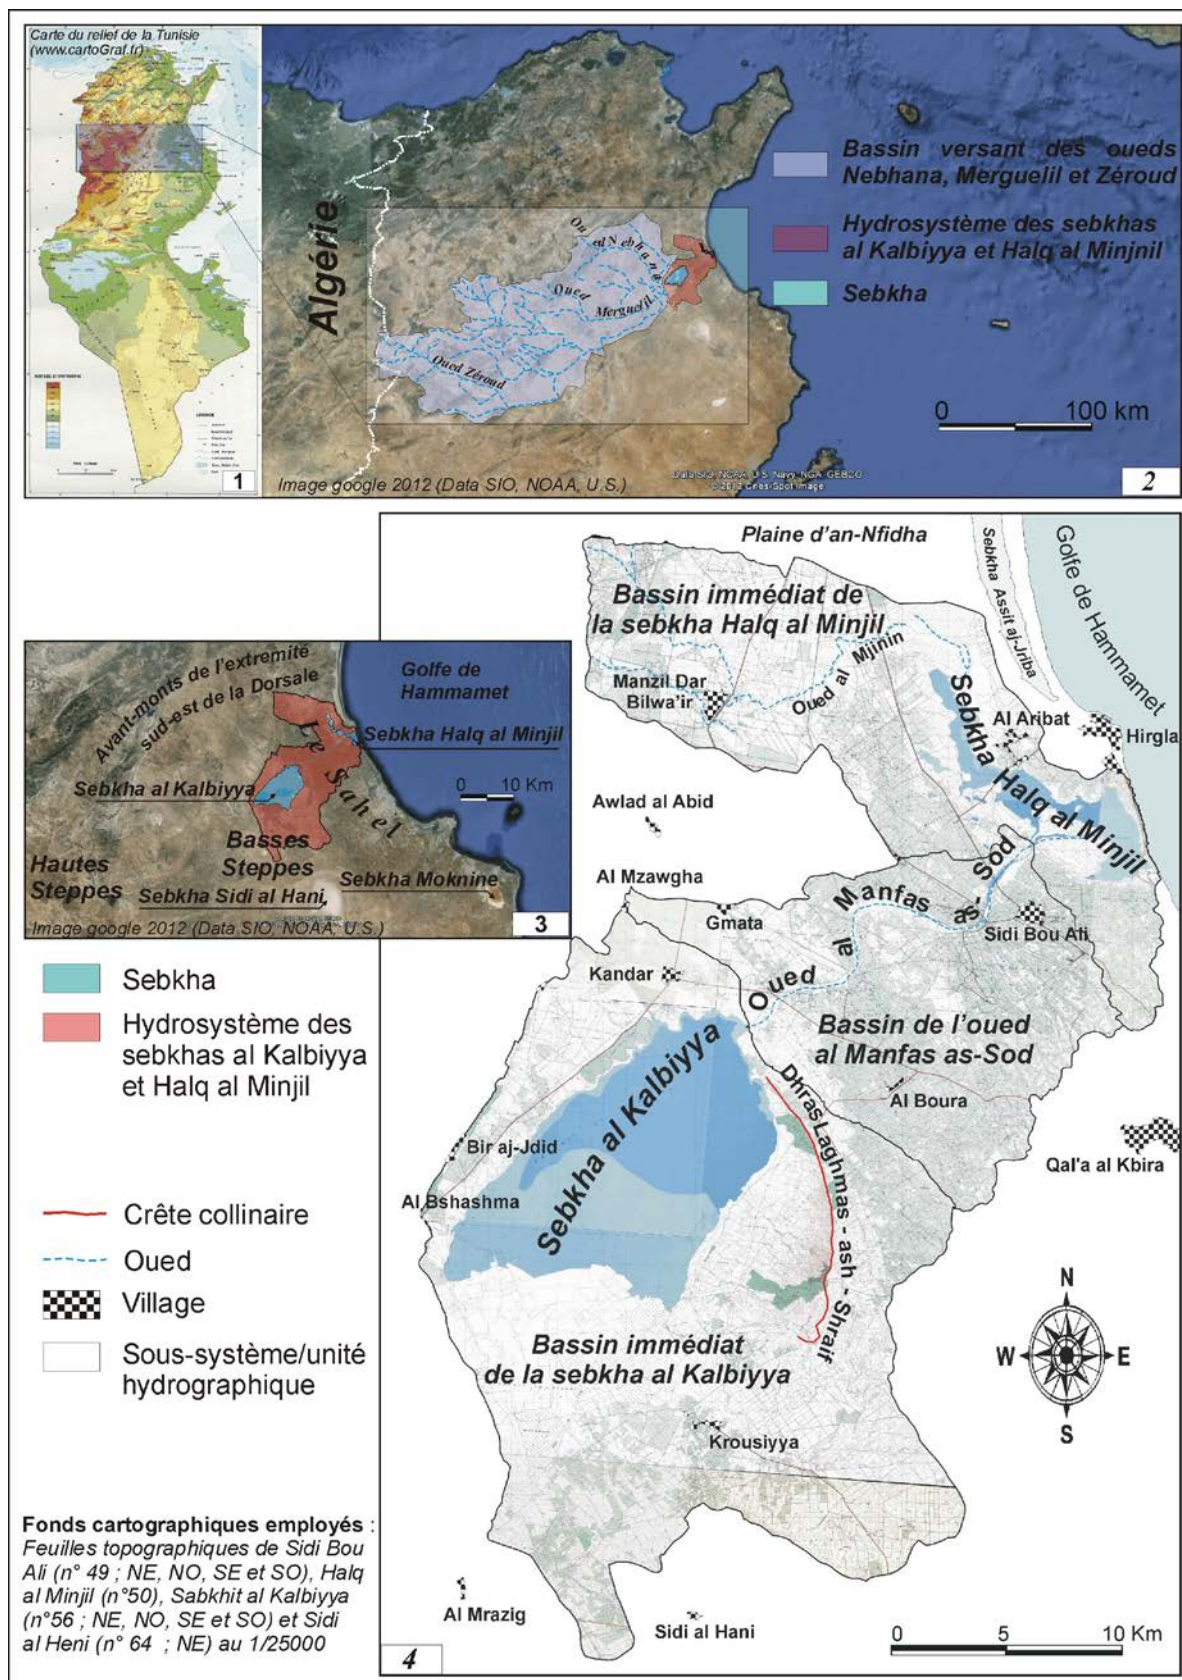 Carte du relief de la Tunisie
(www.cartoGraf.fr)
1
Algérie
Oued Nebhana
Oued Merguelil
Oued Zéroud
Bassin versant des oueds
Nebhana, Merguelil et Zéroud
Hydrosystème des sebkhas
al Kalbiyya et Halq al Minjnil
Sebkha
0 100 km
Data SIO, NOAA, U.S. Navy, NGA, GEBCO
© 2012 Cnes/Spot Image
Image google 2012 (Data SIO, NOAA, U.S.)
2
Avant-monts de l'extremité
sud-est de la Dorsale
Golfe de
Hammamet
Le Sahel
Sebkha Halq al Minjil
Sebkha al Kalbiyya
0 10 Km
Basses
Steppes
Hautes
Steppes
Sebkha Moknine
Sebkha Sidi al Hani
Image google 2012 (Data SIO, NOAA, U.S.)
3
Sebkha
Hydrosystème des
sebkhas al Kalbiyya
et Halq al Minjil
Crête collinaire
Oued
Village
Sous-système/unité
hydrographique
Fonds cartographiques employés :
Feuilles topographiques de Sidi Bou
Ali (n° 49 ; NE, NO, SE et SO), Halq
al Minjil (n°50), Sabkhit al Kalbiyya
(n°56 ; NE, NO, SE et SO) et Sidi
al Heni (n° 64 ; NE) au 1/25000
Plaine d'an-Nfidha
Sebkha Assit aj-Jriba
Golfe de Hammamet
Bassin immédiat de
la sebkha Halq al Minjil
Oued al Mjinin
Manzil Dar
Bilwa'ir
Sebkha Halq al Minjil
Al Aribat
Hirgla
Awlad al Abid
Al Mzawgha
Gmata
Oued al Manfas as-Sod
Sidi Bou Ali
Kandar
Bassin de l'oued
al Manfas as-Sod
Sebkha al Kalbiyya
Dhras Laghmas - ash - Shraif
Al Boura
Bir aj-Jdid
Qal'a al Kbira
Al Bshashma
N
W
E
S
Bassin immédiat
de la sebkha al Kalbiyya
Krousiyya
Al Mrazig
Sidi al Hani
0 5 10 Km
4